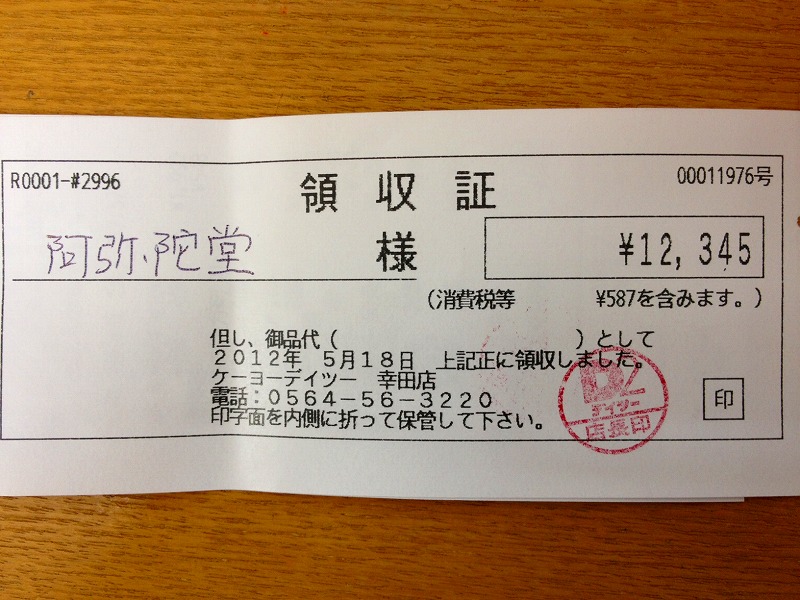 R0001-#2996
領収証
00011976号
阿弥陀堂 様
¥12,345
(消費税等 ¥587を含みます。)
但し、御品代( )として
2012年 5月18日 上記正に領収しました。
ケーヨーデイツー 幸田店
電話:0564-56-3220
印字面を内側に折って保管して下さい。
D2
デイツー
店長印
印